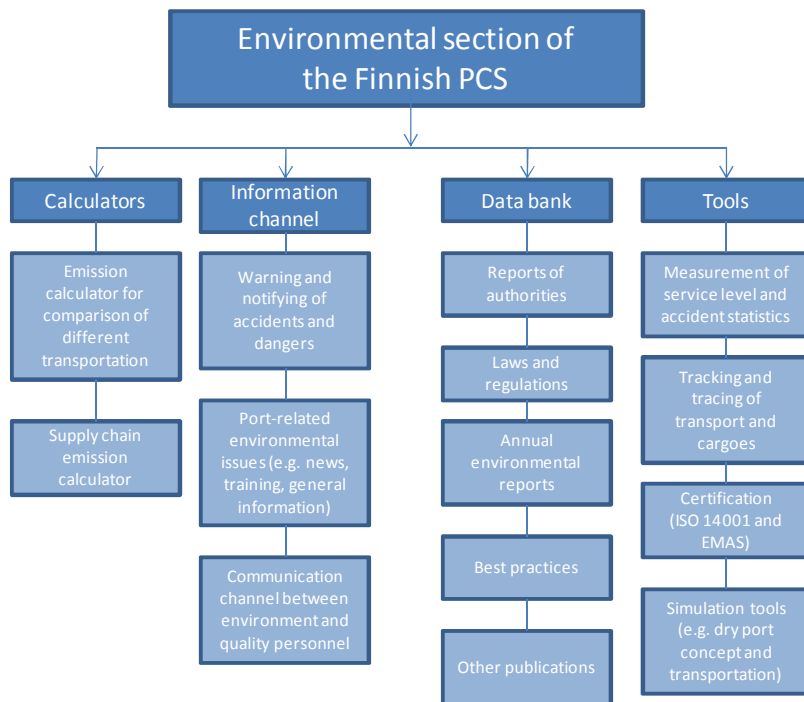 Environmental section of
the Finnish PCS
Calculators
Emission
calculator for
comparison of
different
transportation
Supply chain
emission
calculator
Information
channel
Warning and
notifying of
accidents and
dangers
Port-related
environmental
issues (e.g. news,
training, general
information)
Communication
channel between
environment and
quality personnel
Data bank
Reports of
authorities
Laws and
regulations
Annual
environmental
reports
Best practices
Other publications
Tools
Measurement of
service level and
accident statistics
Tracking and
tracing of
transport and
cargoes
Certification
(ISO 14001 and
EMAS)
Simulation tools
(e.g. dry port
concept and
transportation)